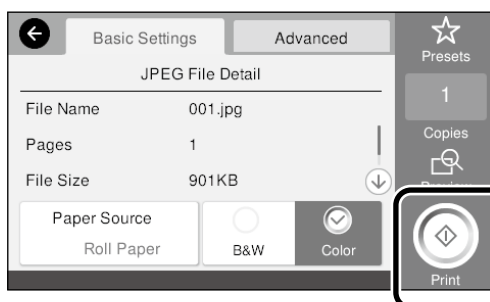 Basic Settings
Advanced
Presets
JPEG File Detail
1
File Name 001.jpg
Copies
Pages 1
File Size 901KB
Preview
Paper Source
Roll Paper
B&W
Color
Print